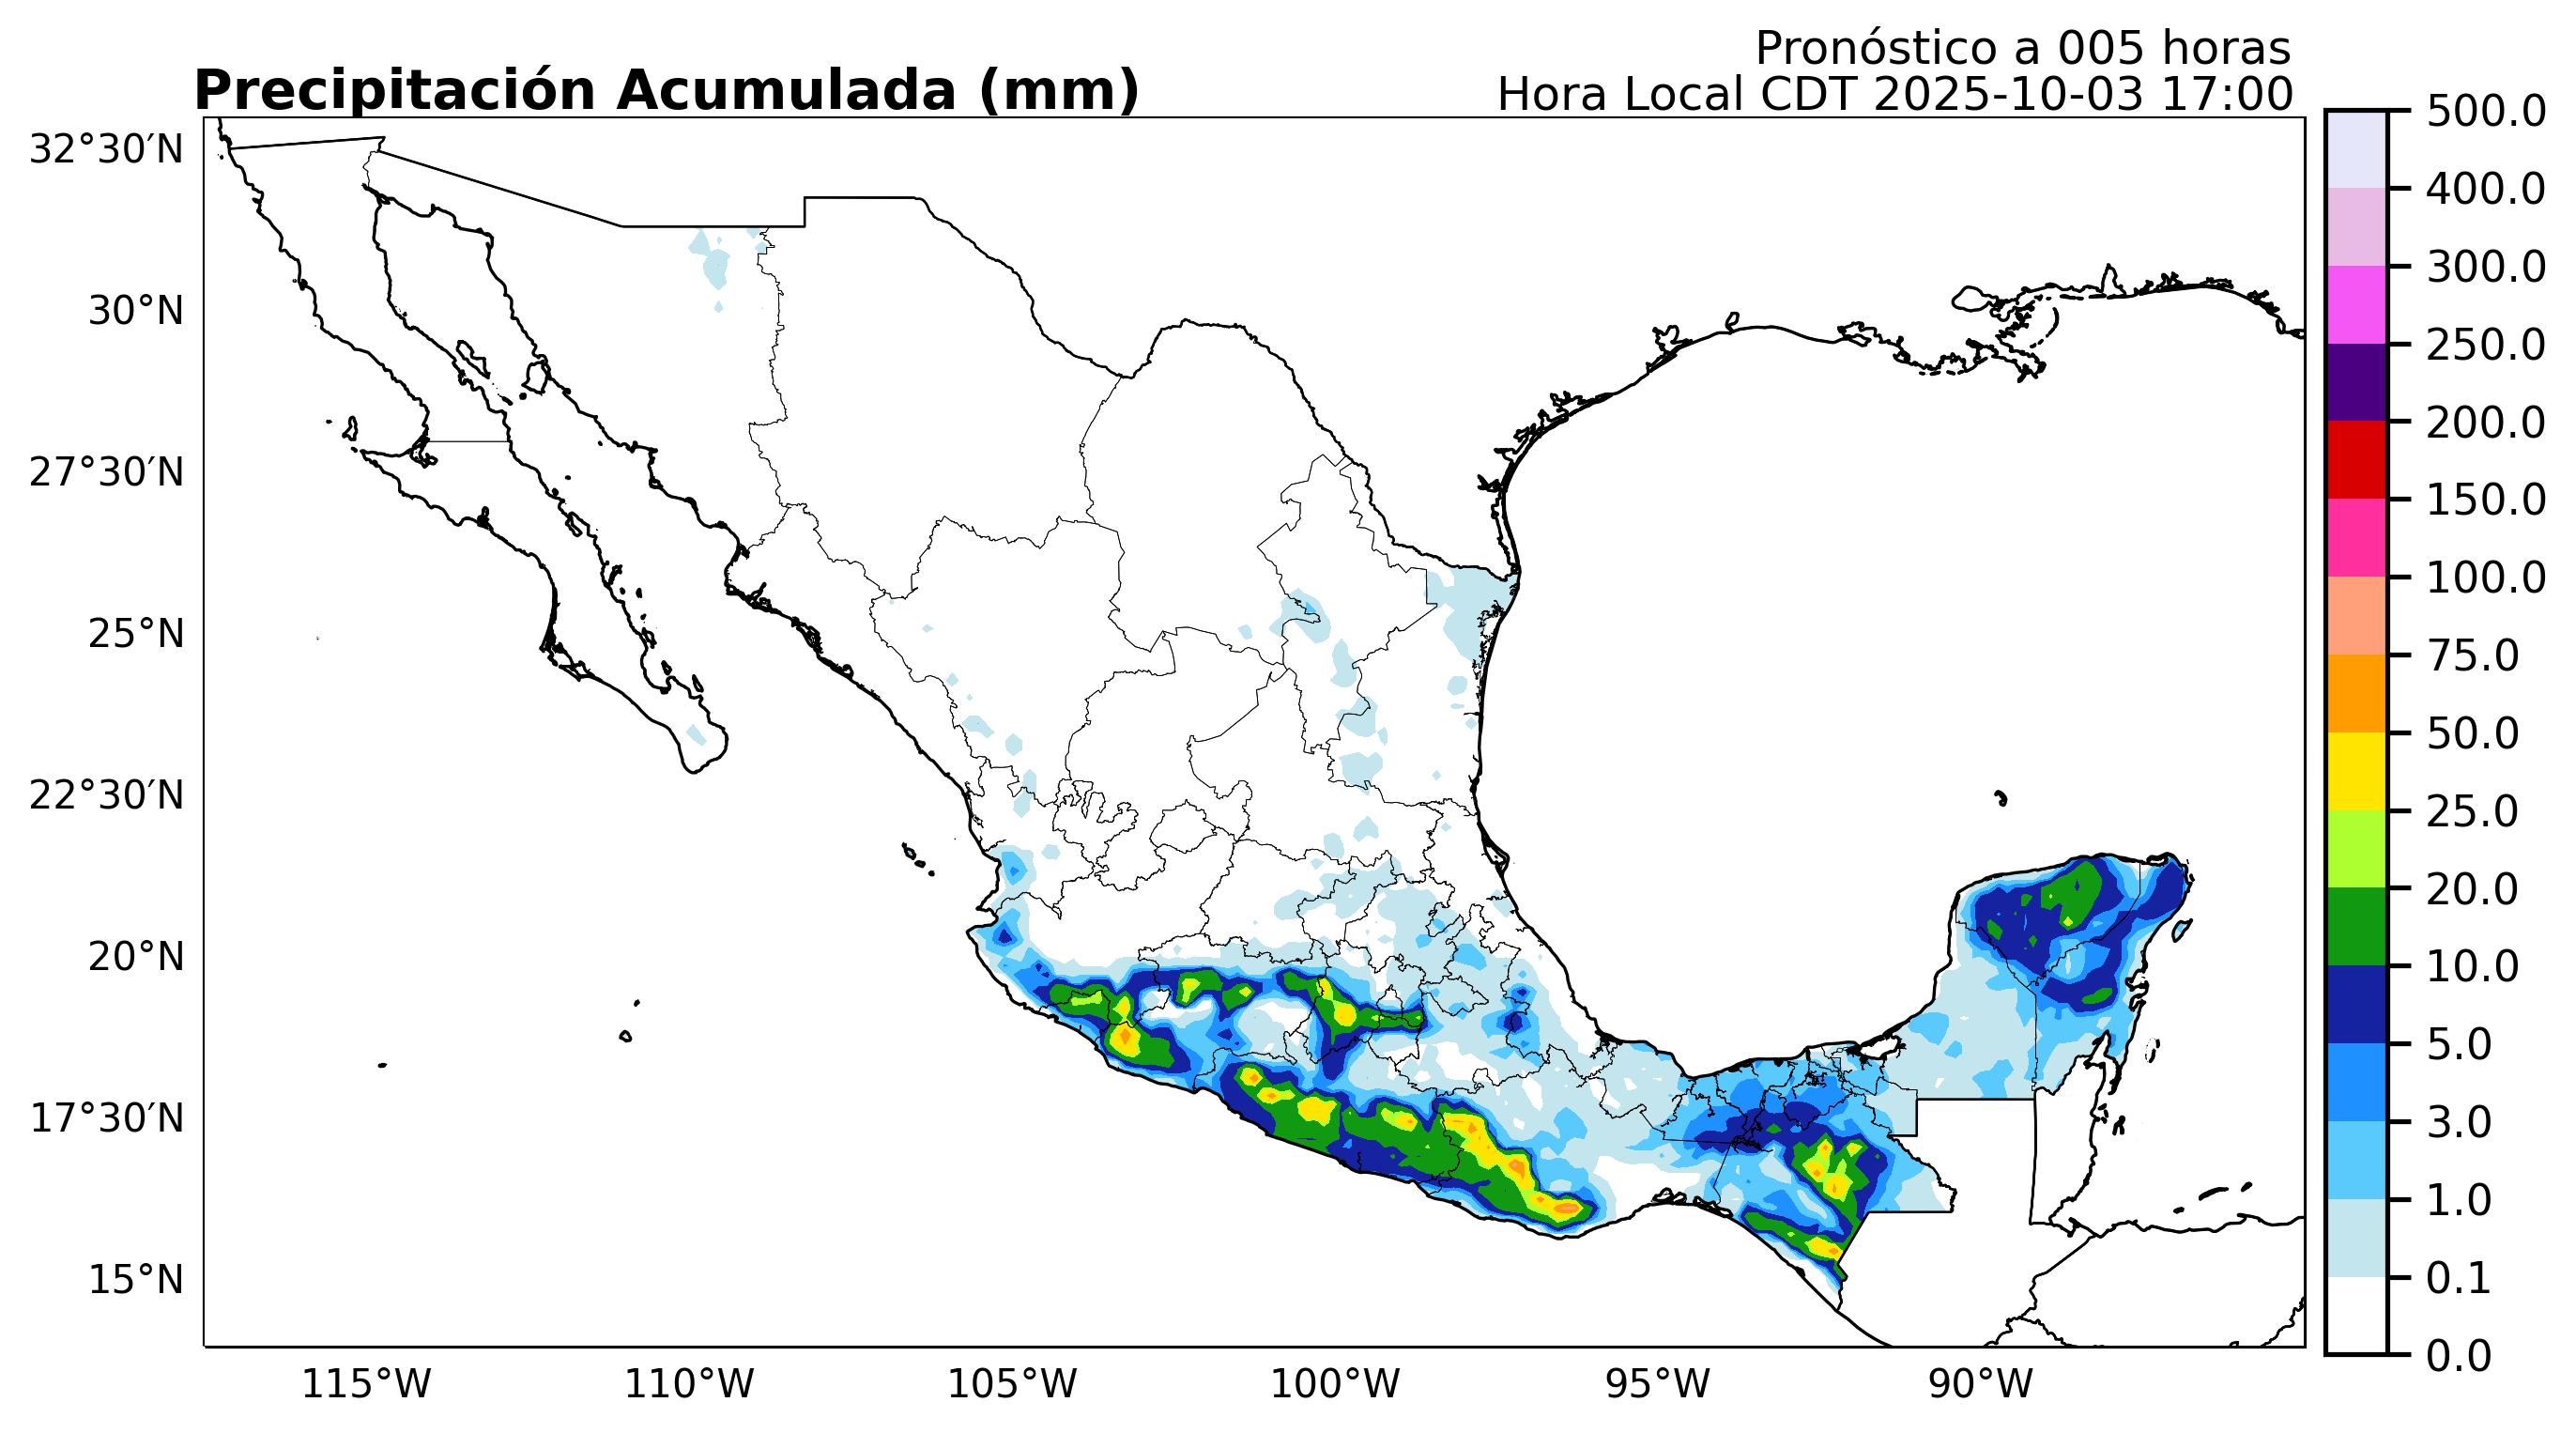 Pronóstico a 005 horas
Precipitación Acumulada (mm)
Hora Local CDT 2025-10-03 17:00
32°30′N
30°N
27°30′N
25°N
22°30′N
20°N
17°30′N
15°N
115°W
110°W
105°W
100°W
95°W
90°W
500.0
400.0
300.0
250.0
200.0
150.0
100.0
75.0
50.0
25.0
20.0
10.0
5.0
3.0
1.0
0.1
0.0